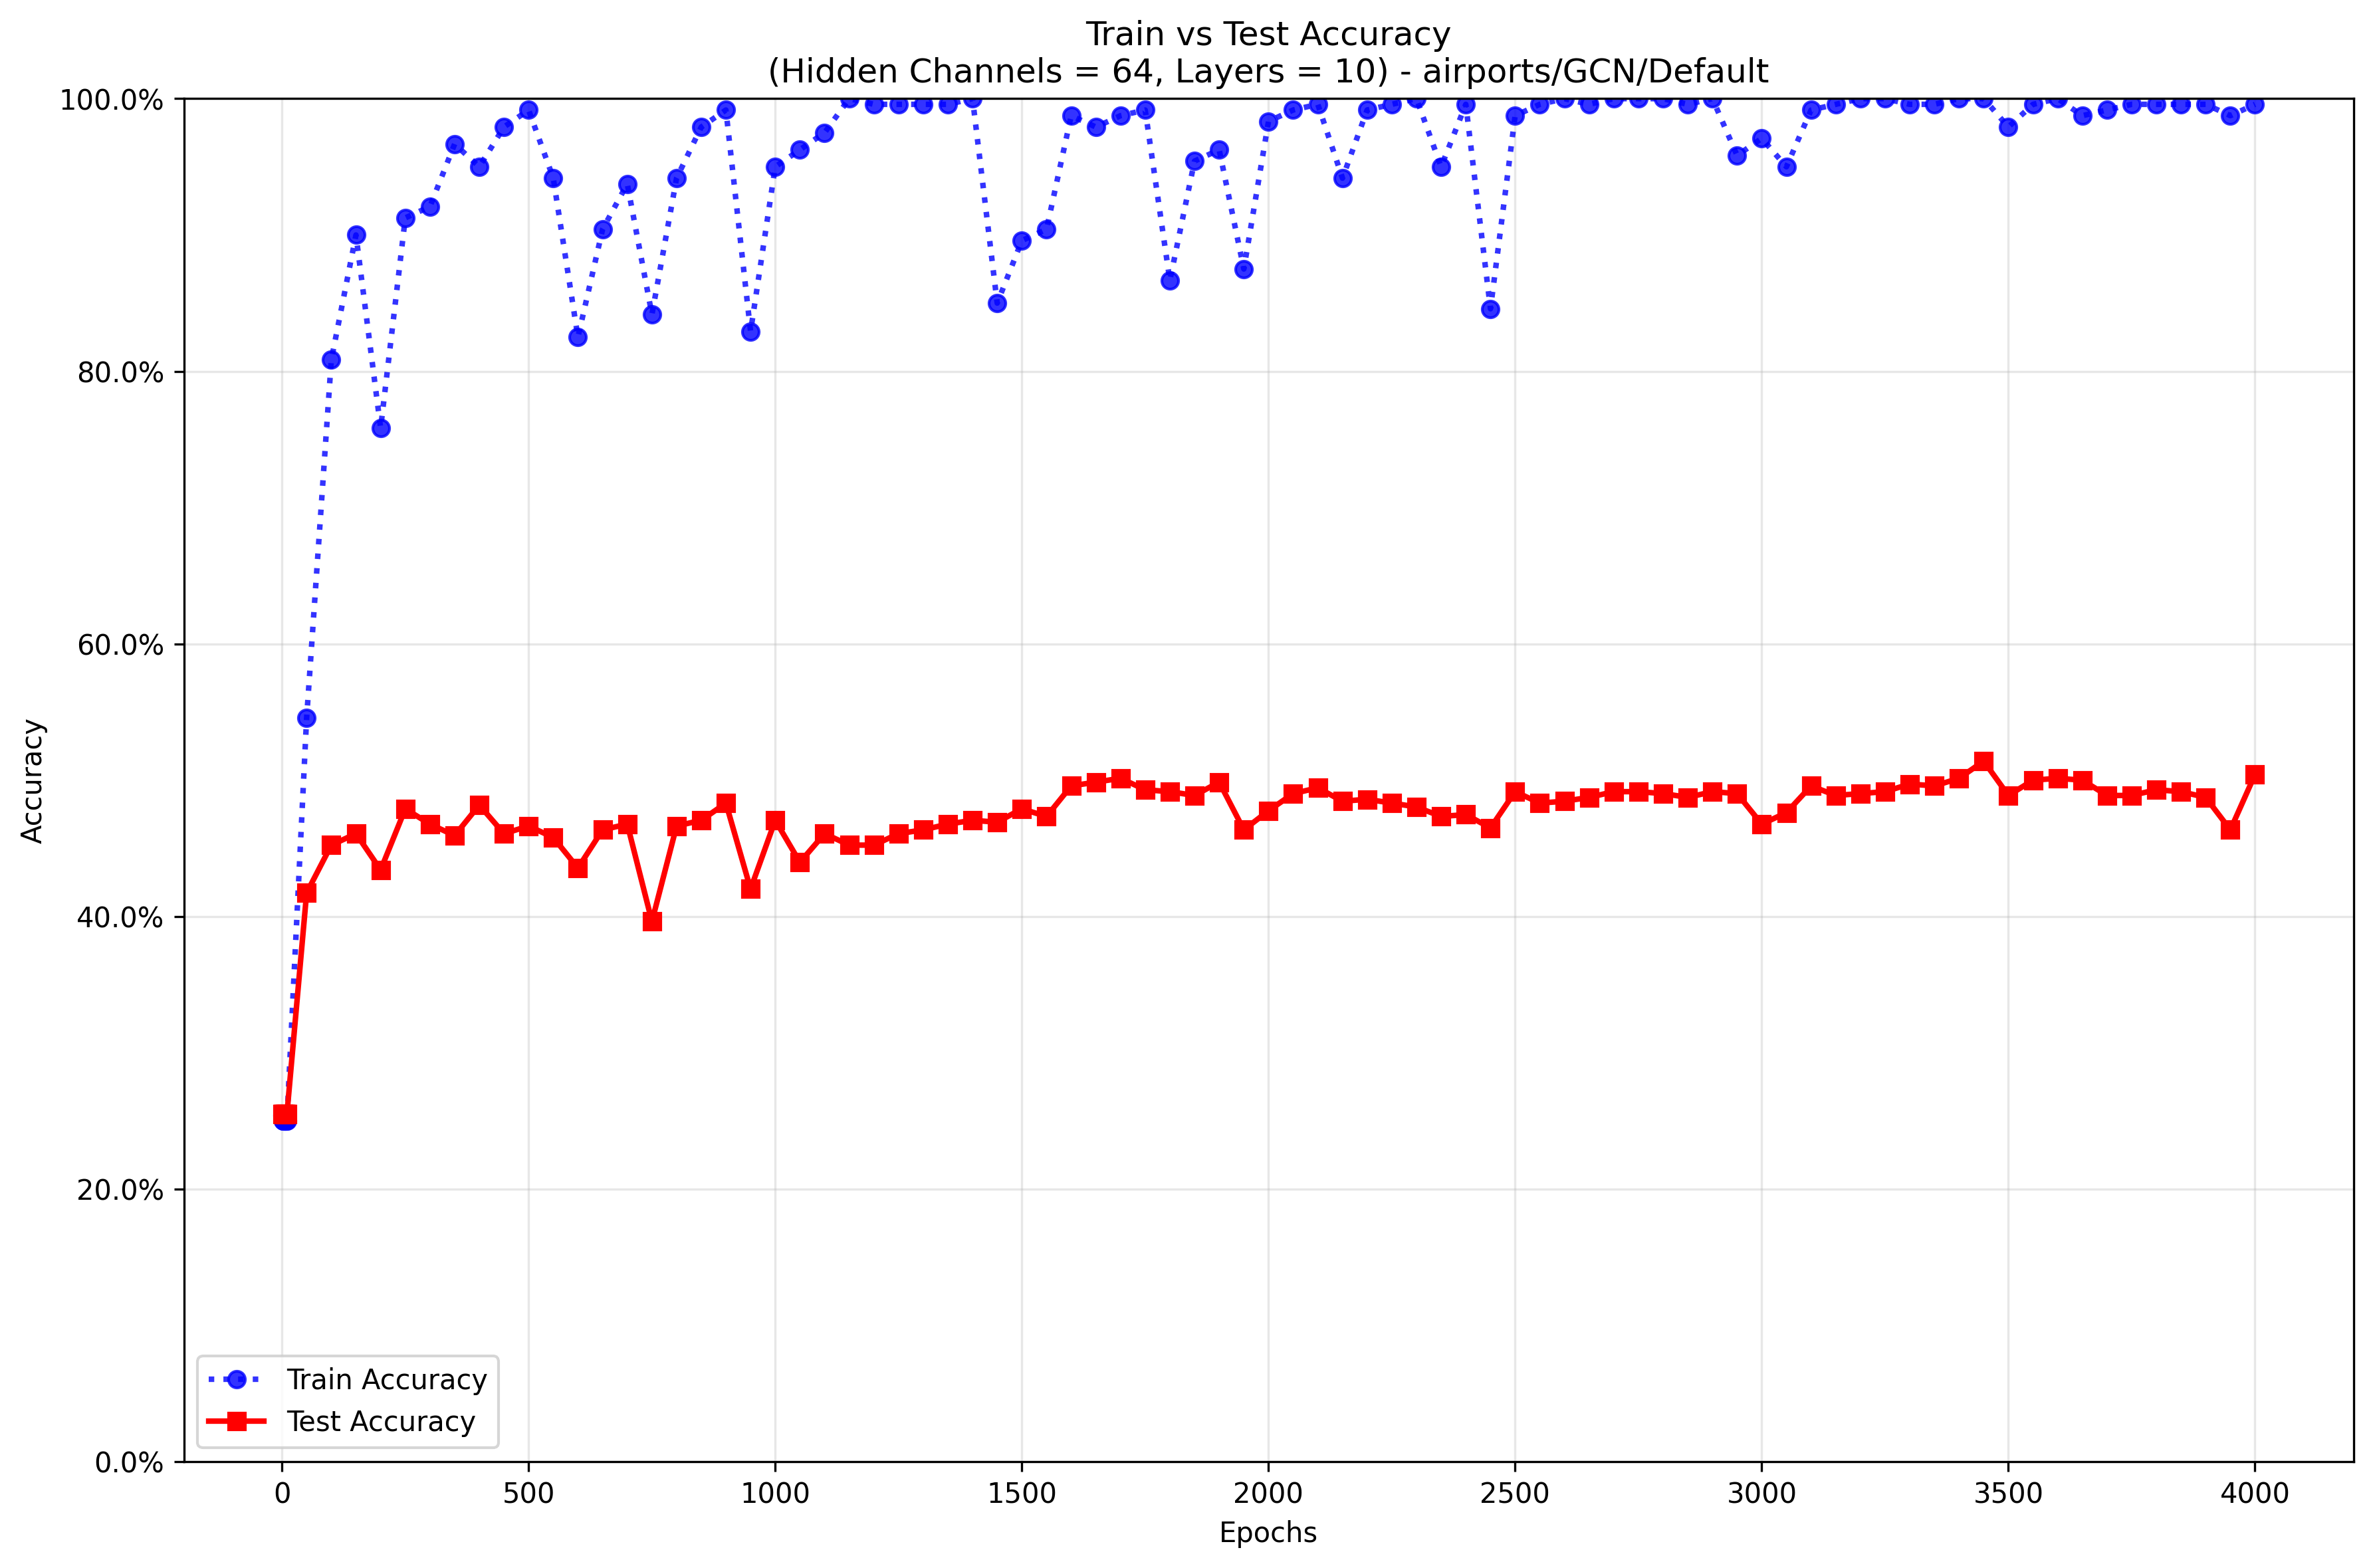 Train vs Test Accuracy
(Hidden Channels = 64, Layers = 10) - airports/GCN/Default
100.0%
80.0%
60.0%
40.0%
20.0%
0.0%
Accuracy
Train Accuracy
Test Accuracy
0
500
1000
1500
2000
2500
3000
3500
4000
Epochs